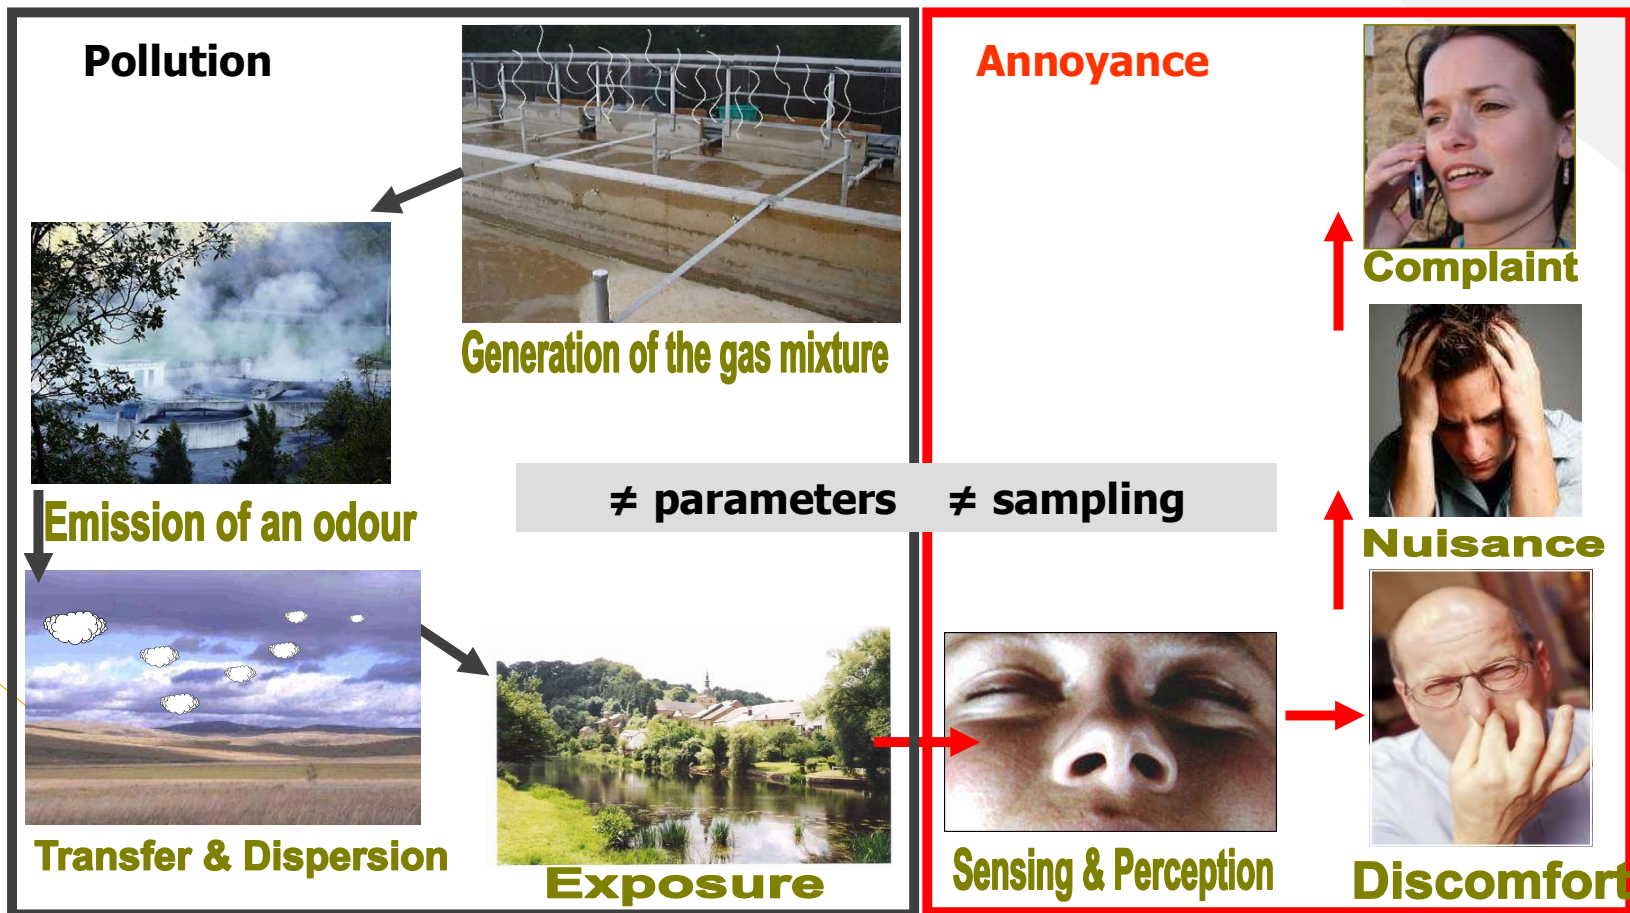 Pollution
Annoyance
Generation of the gas mixture
Emission of an odour
Transfer & Dispersion
Exposure
≠ parameters ≠ sampling
Sensing & Perception
Discomfort
Nuisance
Complaint